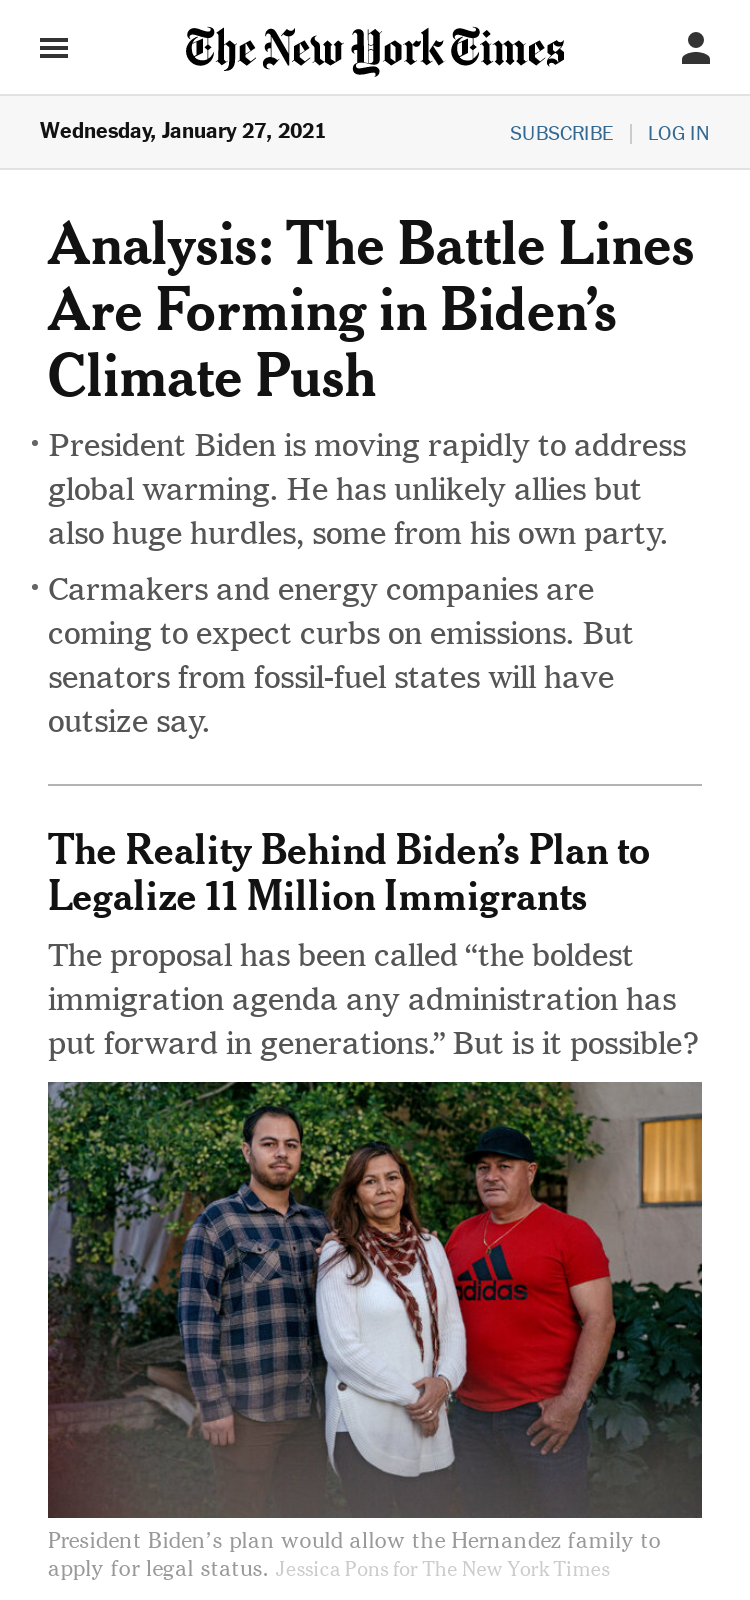 The New York Times
Wednesday, January 27, 2021
SUBSCRIBE | LOG IN
Analysis: The Battle Lines
Are Forming in Biden’s
Climate Push
• President Biden is moving rapidly to address
global warming. He has unlikely allies but
also huge hurdles, some from his own party.
• Carmakers and energy companies are
coming to expect curbs on emissions. But
senators from fossil-fuel states will have
outsize say.
The Reality Behind Biden’s Plan to
Legalize 11 Million Immigrants
The proposal has been called “the boldest
immigration agenda any administration has
put forward in generations.” But is it possible?
adidas
President Biden’s plan would allow the Hernandez family to
apply for legal status. Jessica Pons for The New York Times